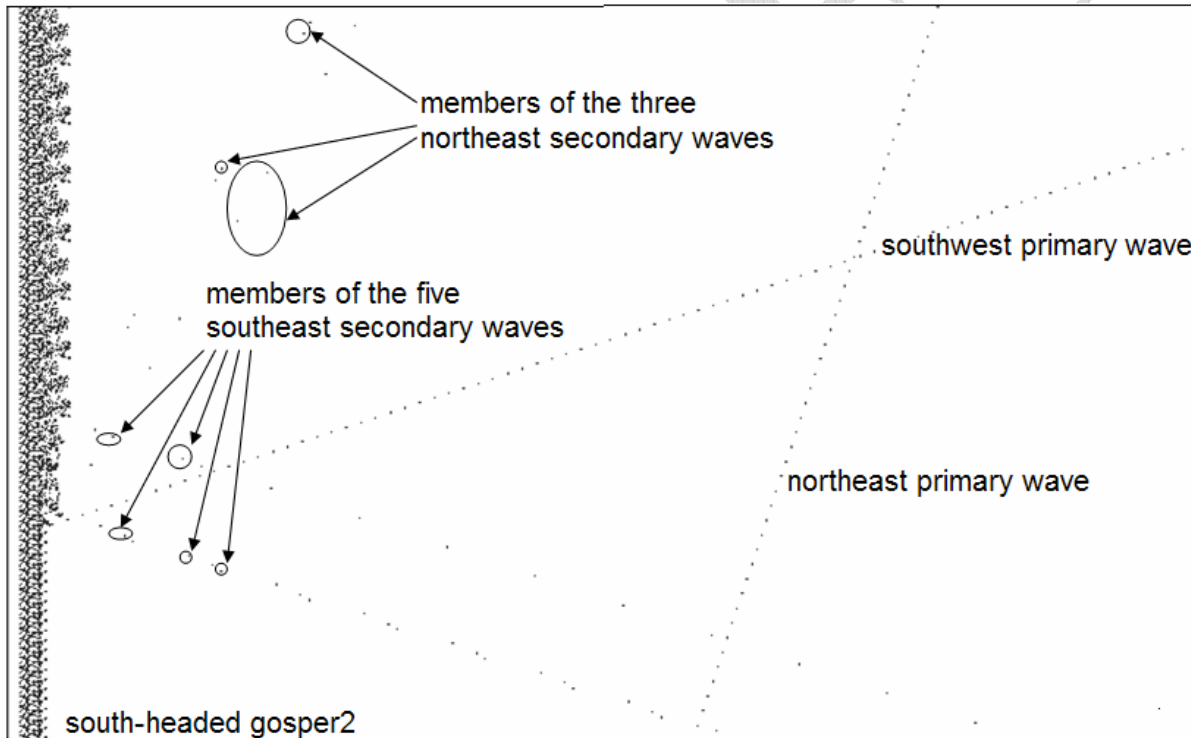 members of the three
northeast secondary waves
southwest primary wave
members of the five
southeast secondary waves
northeast primary wave
south-headed gosper2